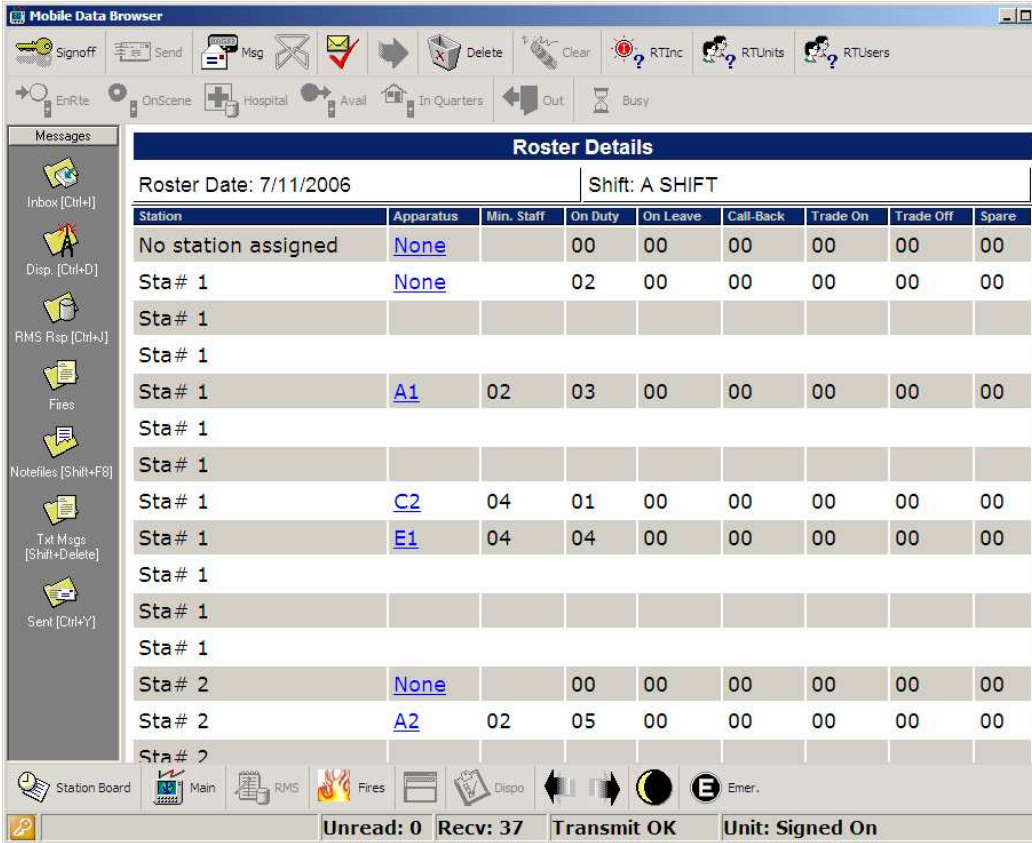 Mobile Data Browser
Signoff Send Msg Delete Clear RTInc RTUnits RTUsers
EnRte OnScene Hospital Avail In Quarters Out Busy
Messages
Inbox [Ctrl+I]
Disp. [Ctrl+D]
RMS Rsp [Ctrl+J]
Fires
Notefiles [Shift+F8]
Txt Msgs
[Shift+Delete]
Sent [Ctrl+Y]
Roster Details
Roster Date: 7/11/2006 Shift: A SHIFT
Station Apparatus Min. Staff On Duty On Leave Call-Back Trade On Trade Off Spare
No station assigned None 00 00 00 00 00 00
Sta# 1 None 02 00 00 00 00 00
Sta# 1
Sta# 1
Sta# 1 A1 02 03 00 00 00 00 00
Sta# 1
Sta# 1
Sta# 1 C2 04 01 00 00 00 00 00
Sta# 1 E1 04 04 00 00 00 00 00
Sta# 1
Sta# 1
Sta# 1
Sta# 2 None 00 00 00 00 00 00
Sta# 2 A2 02 05 00 00 00 00 00
Sta# 2
Station Board Main RMS Fires Dispo E Emer.
Unread: 0 Recv: 37 Transmit OK Unit: Signed On